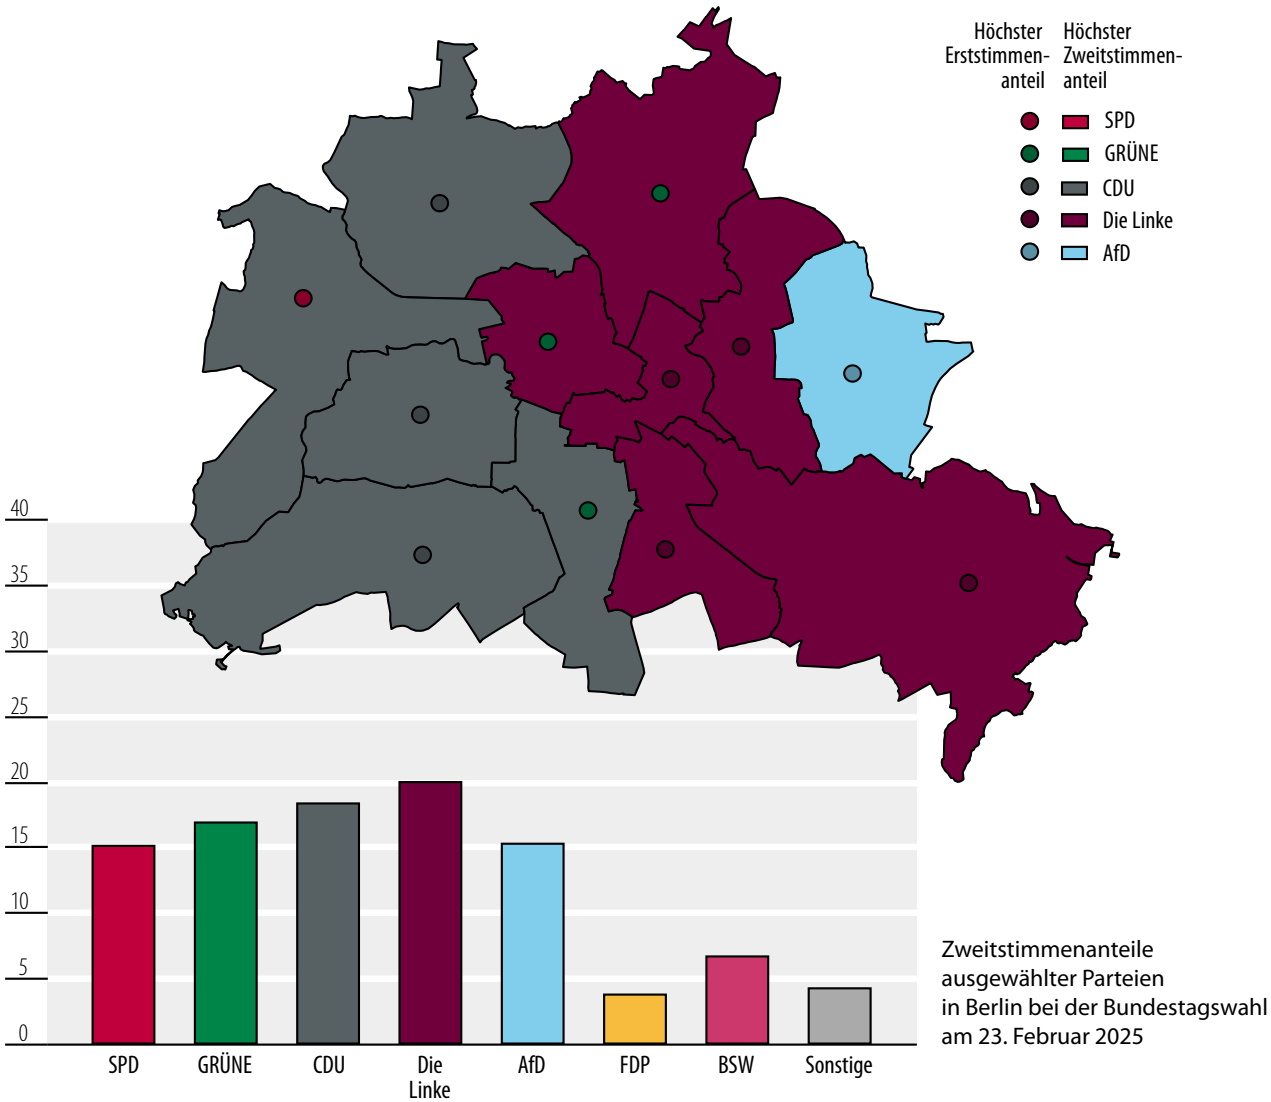 Höchster
Erststimmen-
anteil
Höchster
Zweitstimmen-
anteil
SPD
GRÜNE
CDU
Die Linke
AfD
40
35
30
25
20
15
10
5
0
SPD
GRÜNE
CDU
Die
Linke
AfD
FDP
BSW
Sonstige
Zweitstimmenanteile
ausgewählter Parteien
in Berlin bei der Bundestagswahl
am 23. Februar 2025